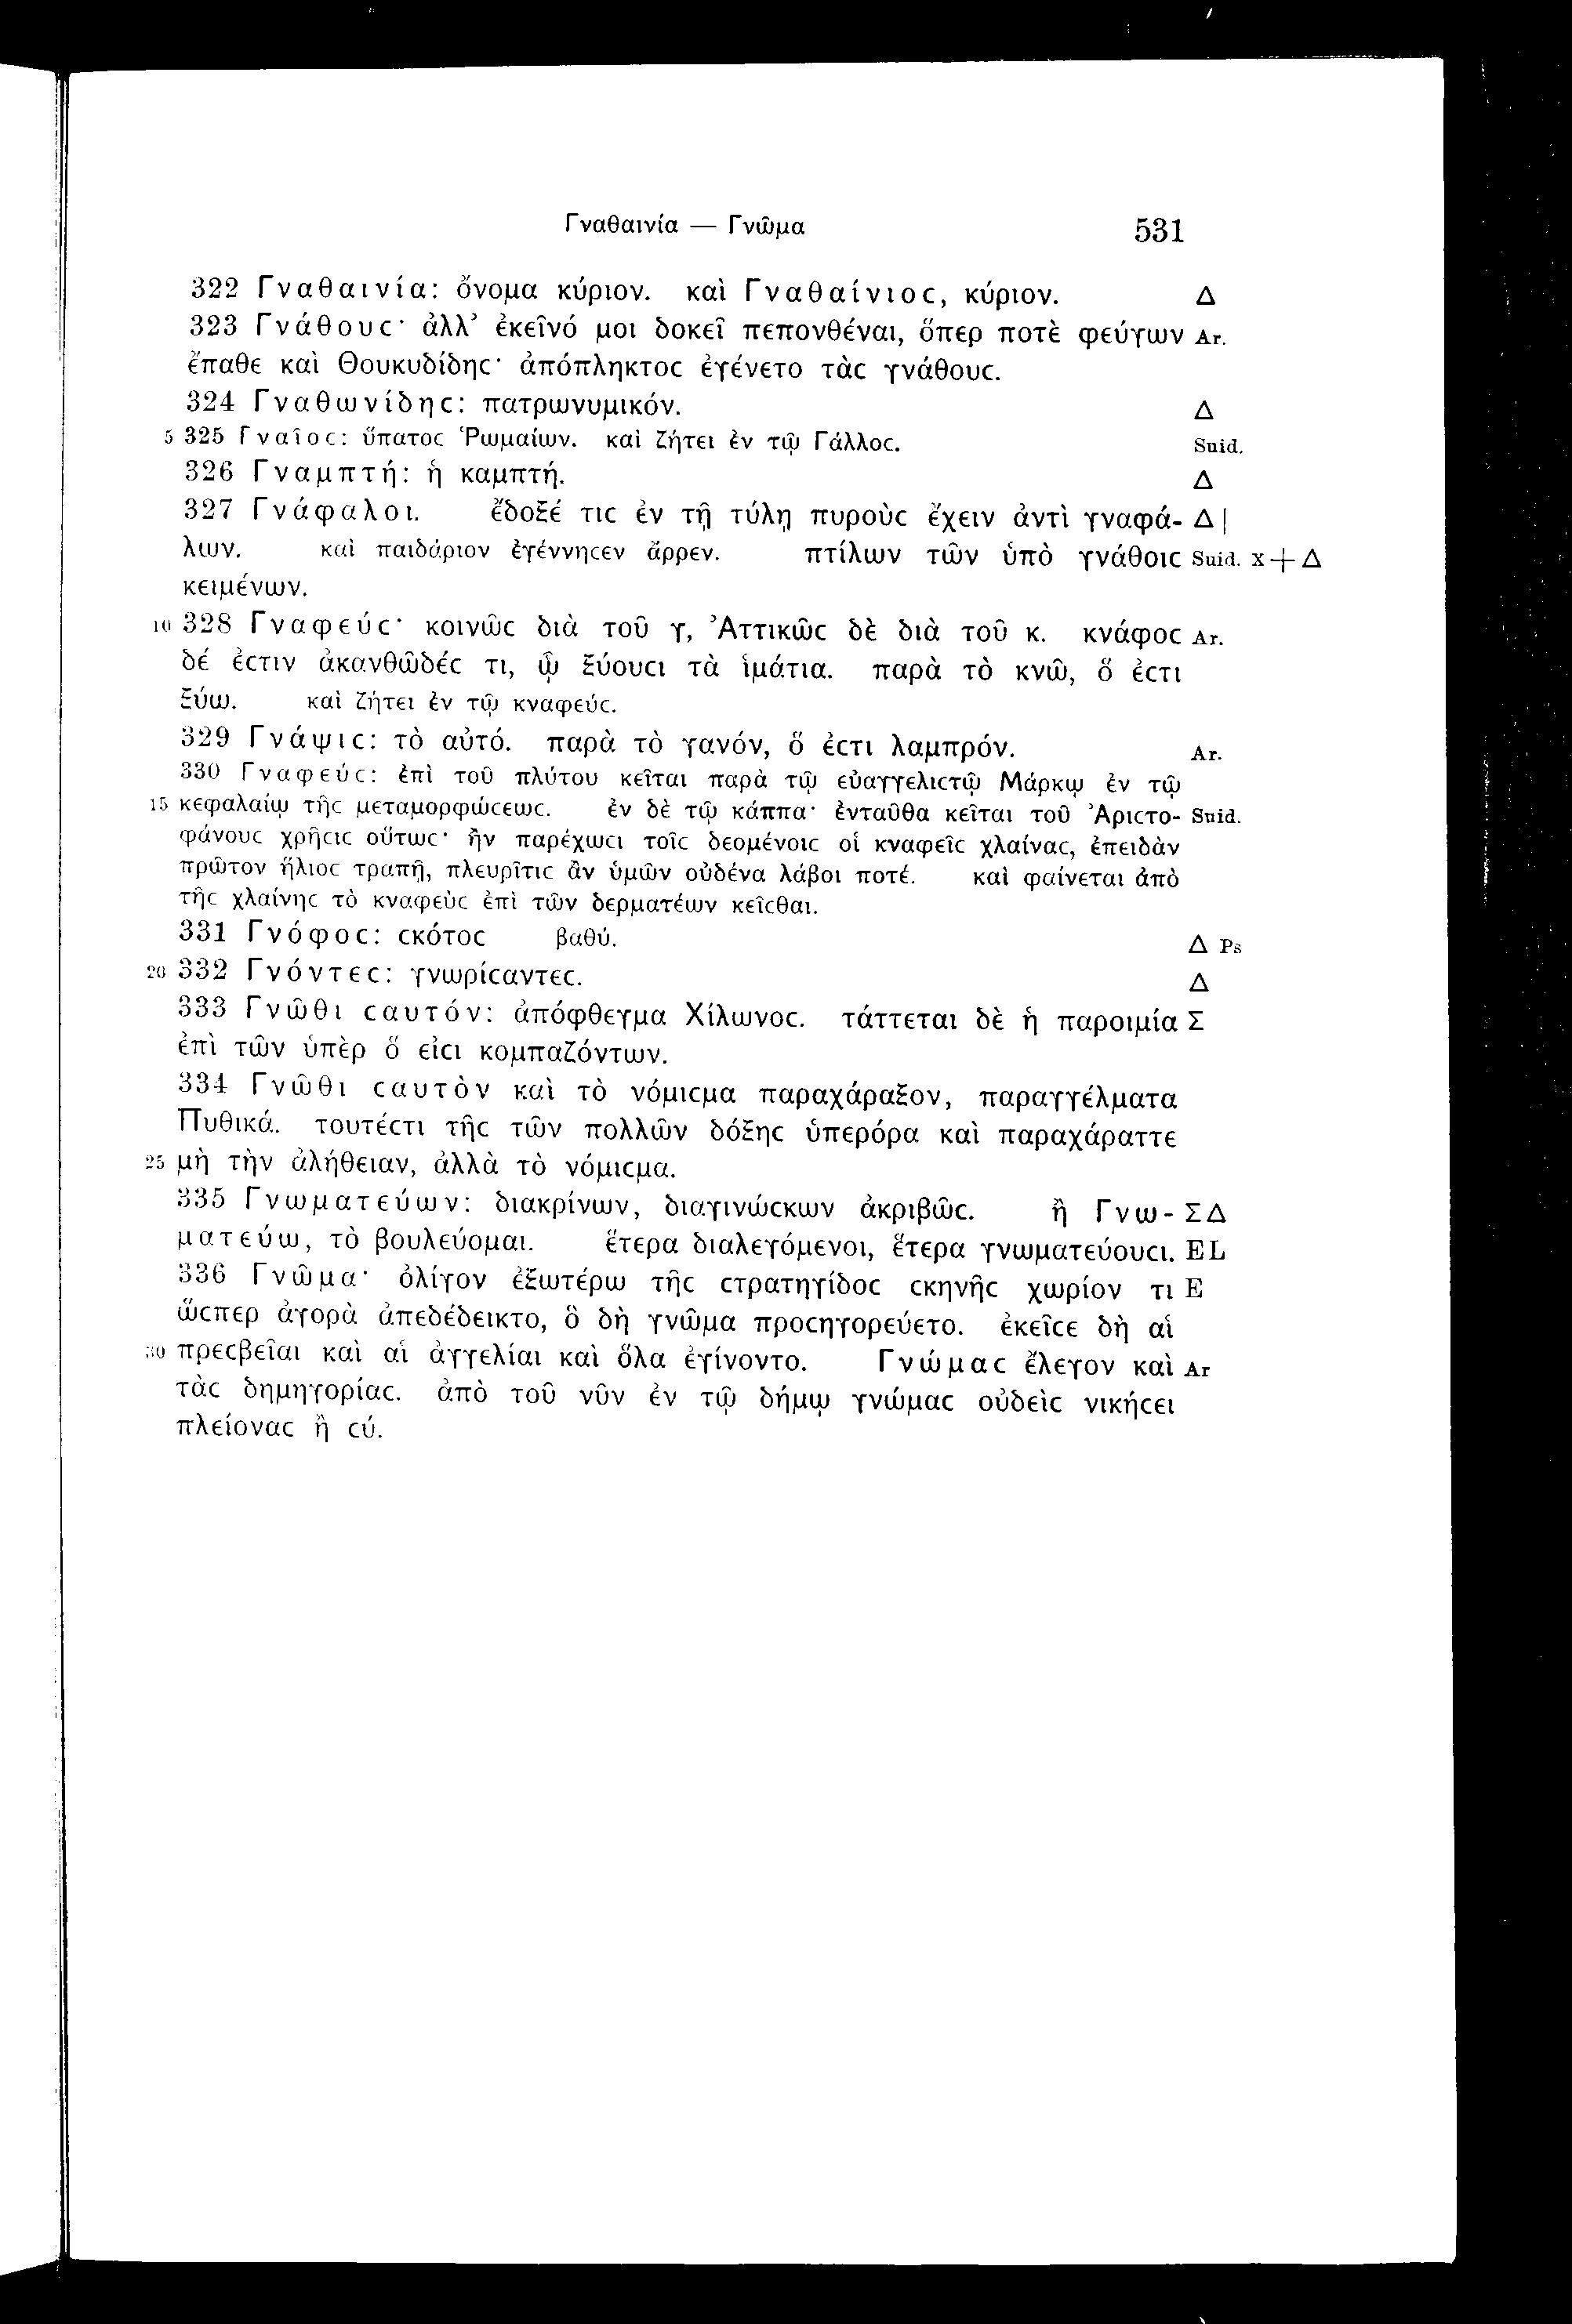 Γναθαινία — Γνῶμα 531
322 Γναθαινία: ὄνομα κύριον. καὶ Γναθαίνιοϲ, κύριον. Δ
323 Γνάθουϲ· ἀλλ’ ἐκεῖνό μοι δοκεῖ πεπονθέναι, ὅπερ ποτὲ φεύγων Ar.
ἔπαθε καὶ Θουκυδίδηϲ· ἀπόπληκτοϲ ἐγένετο τὰϲ γνάθουϲ.
324 Γναθωνίδηϲ: πατρωνυμικόν. Δ
5 325 Γναῖοϲ: ὕπατοϲ Ῥωμαίων. καὶ ζήτει ἐν τῷ Γάλλοϲ. Suid.
326 Γναμπτή: ἡ καμπτή. Δ
327 Γνάφαλοι. ἔδοξέ τιϲ ἐν τῇ τύλῃ πυροὺϲ ἔχειν ἀντὶ γναφά- Δ |
λων. καὶ παιδάριον ἐγέννηϲεν ἄρρεν. πτίλων τῶν ὑπὸ γνάθοιϲ Suid. x + Δ
κειμένων.
10 328 Γναφεύϲ· κοινῶϲ διὰ τοῦ γ, Ἀττικῶϲ δὲ διὰ τοῦ κ. κνάφοϲ Ar.
δέ ἐϲτιν ἀκανθῶδέϲ τι, ᾧ ξύουϲι τὰ ἱμάτια. παρὰ τὸ κνῶ, ὅ ἐϲτι
ξύω. καὶ ζήτει ἐν τῷ κναφεύϲ.
329 Γνάψιϲ: τὸ αὐτό. παρὰ τὸ γανόν, ὅ ἐϲτι λαμπρόν. Ar.
330 Γναφεύϲ: ἐπὶ τοῦ πλύτου κεῖται παρὰ τῷ εὐαγγελιϲτῷ Μάρκῳ ἐν τῷ
15 κεφαλαίῳ τῆϲ μεταμορφώϲεωϲ. ἐν δὲ τῷ κάππα· ἐνταῦθα κεῖται τοῦ Ἀριϲτο- Suid.
φάνουϲ χρῆϲιϲ οὕτωϲ· ἢν παρέχωϲι τοῖϲ δεομένοιϲ οἱ κναφεῖϲ χλαίναϲ, ἐπειδὰν
πρῶτον ἥλιοϲ τραπῇ, πλευρῖτιϲ ἂν ὑμῶν οὐδένα λάβοι ποτέ. καὶ φαίνεται ἀπὸ
τῆϲ χλαίνηϲ τὸ κναφεὺϲ ἐπὶ τῶν δερματέων κεῖϲθαι.
331 Γνόφοϲ: ϲκότοϲ βαθύ. Δ Ps
20 332 Γνόντεϲ: γνωρίϲαντεϲ. Δ
333 Γνῶθι ϲαυτόν: ἀπόφθεγμα Χίλωνοϲ. τάττεται δὲ ἡ παροιμία Σ
ἐπὶ τῶν ὑπὲρ ὅ εἰϲι κομπαζόντων.
334 Γνῶθι ϲαυτὸν καὶ τὸ νόμιϲμα παραχάραξον, παραγγέλματα
Πυθικά. τουτέϲτι τῆϲ τῶν πολλῶν δόξηϲ ὑπερόρα καὶ παραχάραττε
25 μὴ τὴν ἀλήθειαν, ἀλλὰ τὸ νόμιϲμα.
335 Γνωματεύων: διακρίνων, διαγινώϲκων ἀκριβῶϲ. ἢ Γνω- ΣΔ
ματεύω, τὸ βουλεύομαι. ἕτερα διαλεγόμενοι, ἕτερα γνωματεύουϲι. EL
336 Γνῶμα· ὀλίγον ἐξωτέρω τῆϲ ϲτρατηγίδοϲ ϲκηνῆϲ χωρίον τι E
ὥϲπερ ἀγορὰ ἀπεδέδεικτο, ὃ δὴ γνῶμα προϲηγορεύετο. ἐκεῖϲε δὴ αἱ
30 πρεϲβεῖαι καὶ αἱ ἀγγελίαι καὶ ὅλα ἐγίνοντο. Γνώμαϲ ἔλεγον καὶ Ar
τὰϲ δημηγορίαϲ. ἀπὸ τοῦ νῦν ἐν τῷ δήμῳ γνώμαϲ οὐδεὶϲ νικήϲει
πλείοναϲ ἢ ϲύ.